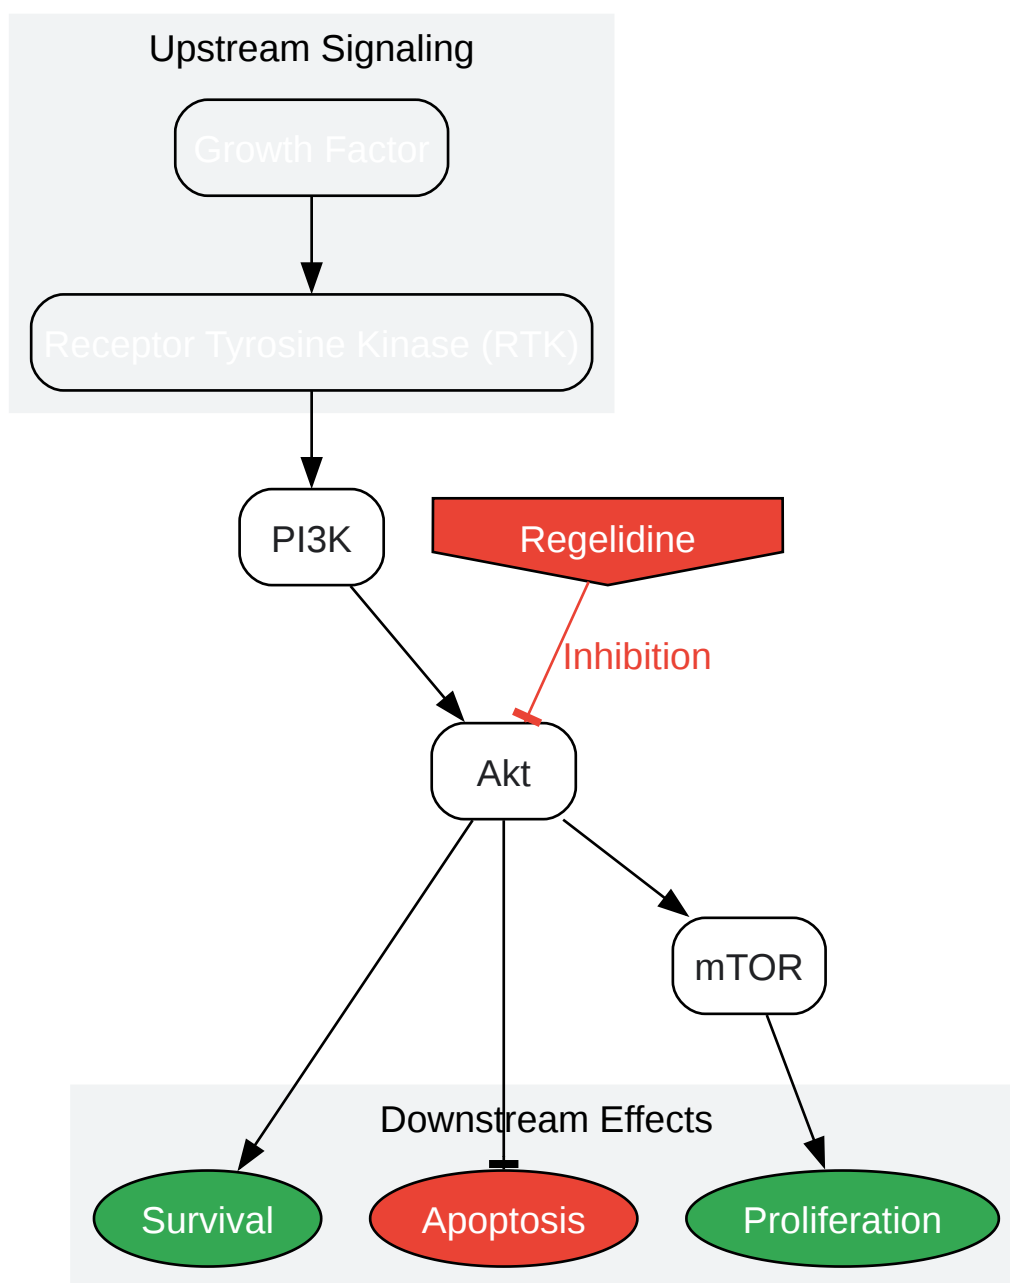 Upstream Signaling
Growth Factor
Receptor Tyrosine Kinase (RTK)
PI3K
Regelidine
Inhibition
Akt
mTOR
Downstream Effects
Survival
Apoptosis
Proliferation